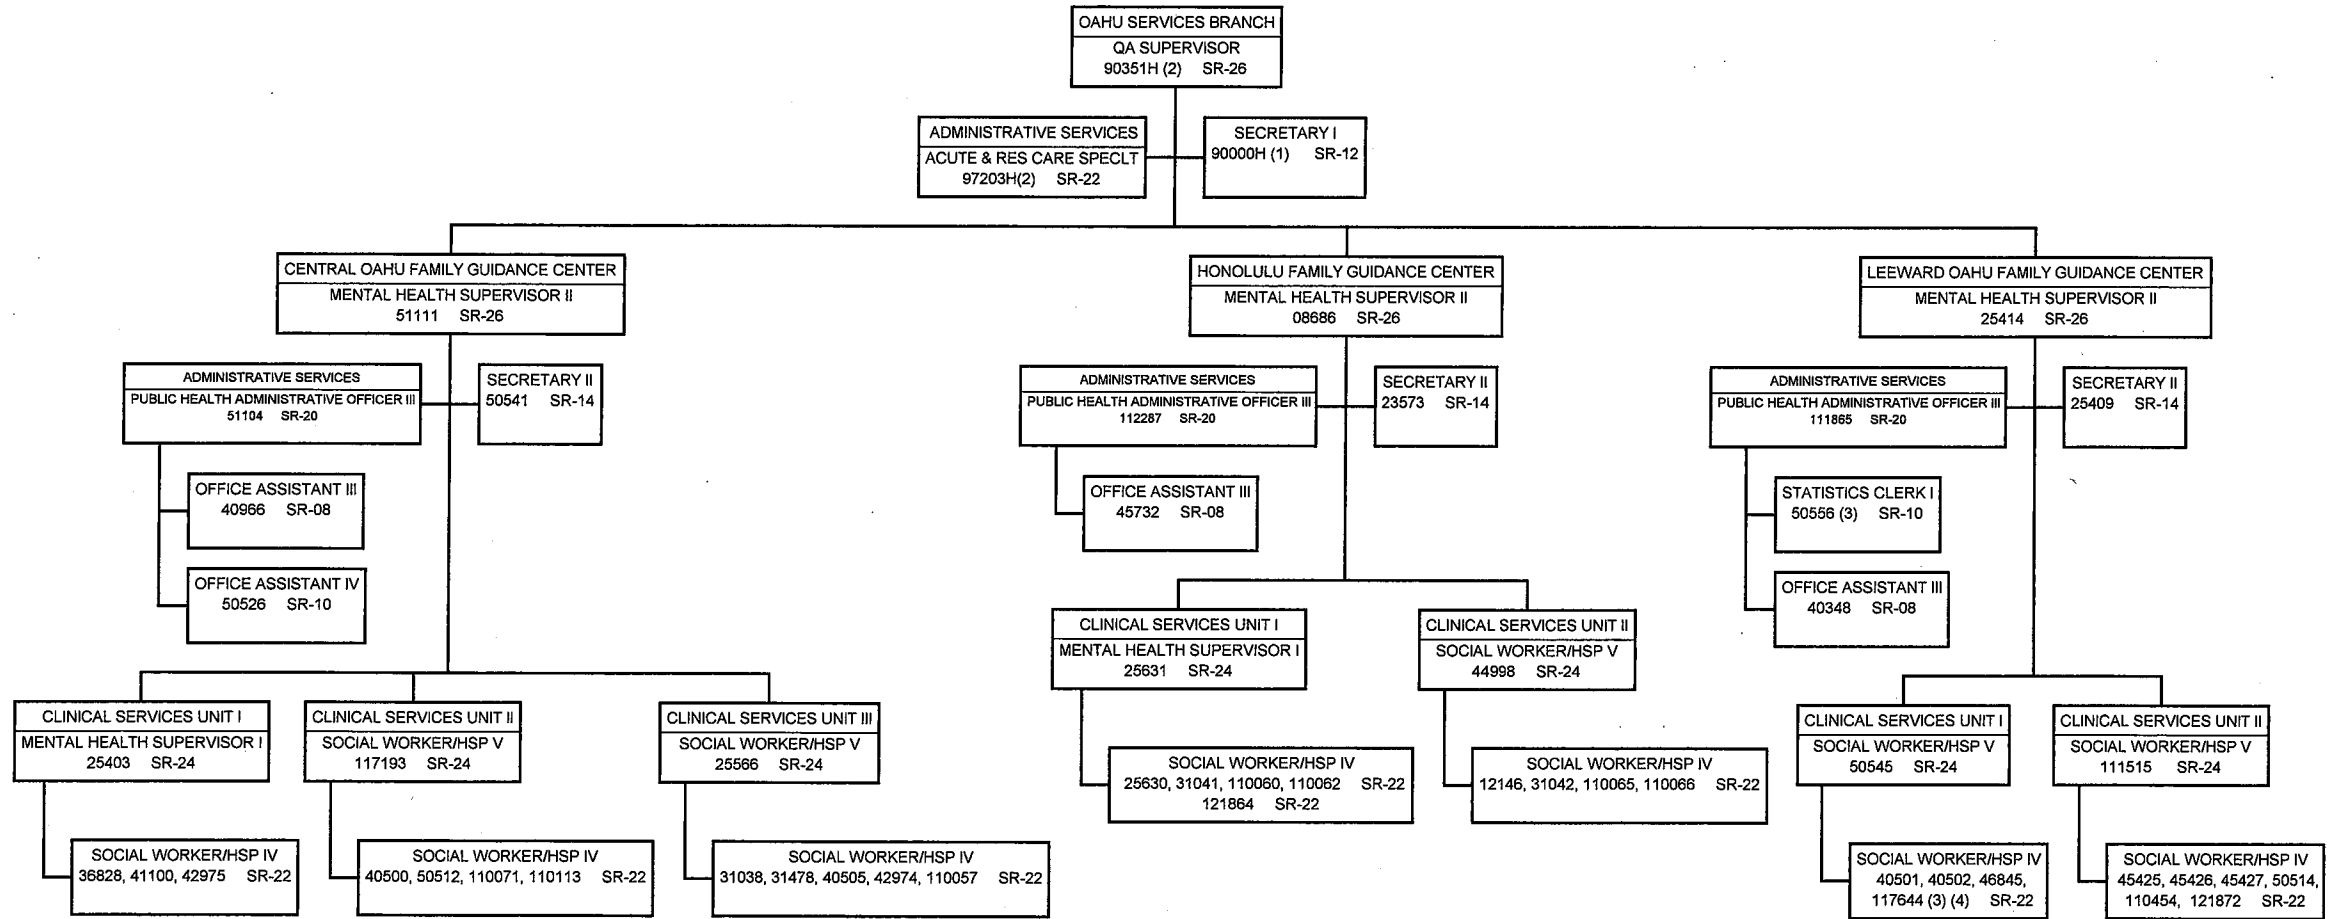 OAHU SERVICES BRANCH
QA SUPERVISOR
90351H (2) SR-26
ADMINISTRATIVE SERVICES
ACUTE & RES CARE SPECLT
97203H(2) SR-22
SECRETARY I
90000H (1) SR-12
CENTRAL OAHU FAMILY GUIDANCE CENTER
MENTAL HEALTH SUPERVISOR II
51111 SR-26
HONOLULU FAMILY GUIDANCE CENTER
MENTAL HEALTH SUPERVISOR II
08686 SR-26
LEEWARD OAHU FAMILY GUIDANCE CENTER
MENTAL HEALTH SUPERVISOR II
25414 SR-26
ADMINISTRATIVE SERVICES
PUBLIC HEALTH ADMINISTRATIVE OFFICER III
51104 SR-20
SECRETARY II
50541 SR-14
ADMINISTRATIVE SERVICES
PUBLIC HEALTH ADMINISTRATIVE OFFICER III
112287 SR-20
SECRETARY II
23573 SR-14
ADMINISTRATIVE SERVICES
PUBLIC HEALTH ADMINISTRATIVE OFFICER III
111865 SR-20
SECRETARY II
25409 SR-14
OFFICE ASSISTANT III
40966 SR-08
OFFICE ASSISTANT IV
50526 SR-10
OFFICE ASSISTANT III
45732 SR-08
STATISTICS CLERK I
50556 (3) SR-10
OFFICE ASSISTANT III
40348 SR-08
CLINICAL SERVICES UNIT I
MENTAL HEALTH SUPERVISOR I
25403 SR-24
CLINICAL SERVICES UNIT II
SOCIAL WORKER/HSP V
117193 SR-24
CLINICAL SERVICES UNIT III
SOCIAL WORKER/HSP V
25566 SR-24
CLINICAL SERVICES UNIT I
MENTAL HEALTH SUPERVISOR I
25631 SR-24
CLINICAL SERVICES UNIT II
SOCIAL WORKER/HSP V
44998 SR-24
CLINICAL SERVICES UNIT I
SOCIAL WORKER/HSP V
50545 SR-24
CLINICAL SERVICES UNIT II
SOCIAL WORKER/HSP V
111515 SR-24
SOCIAL WORKER/HSP IV
36828, 41100, 42975 SR-22
SOCIAL WORKER/HSP IV
40500, 50512, 110071, 110113 SR-22
SOCIAL WORKER/HSP IV
31038, 31478, 40505, 42974, 110057 SR-22
SOCIAL WORKER/HSP IV
25630, 31041, 110060, 110062 SR-22
121864 SR-22
SOCIAL WORKER/HSP IV
12146, 31042, 110065, 110066 SR-22
SOCIAL WORKER/HSP IV
40501, 40502, 46845,
117644 (3) (4) SR-22
SOCIAL WORKER/HSP IV
45425, 45426, 45427, 50514,
110454, 121872 SR-22